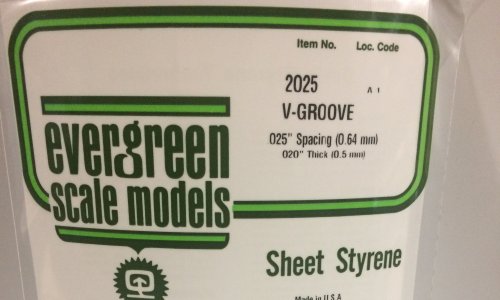 Item No. Loc. Code
2025 A 1
V-GROOVE
025" Spacing (0.64 mm)
020" Thick (0.5 mm)
evergreen
scale models
Sheet Styrene
Made in U.S.A